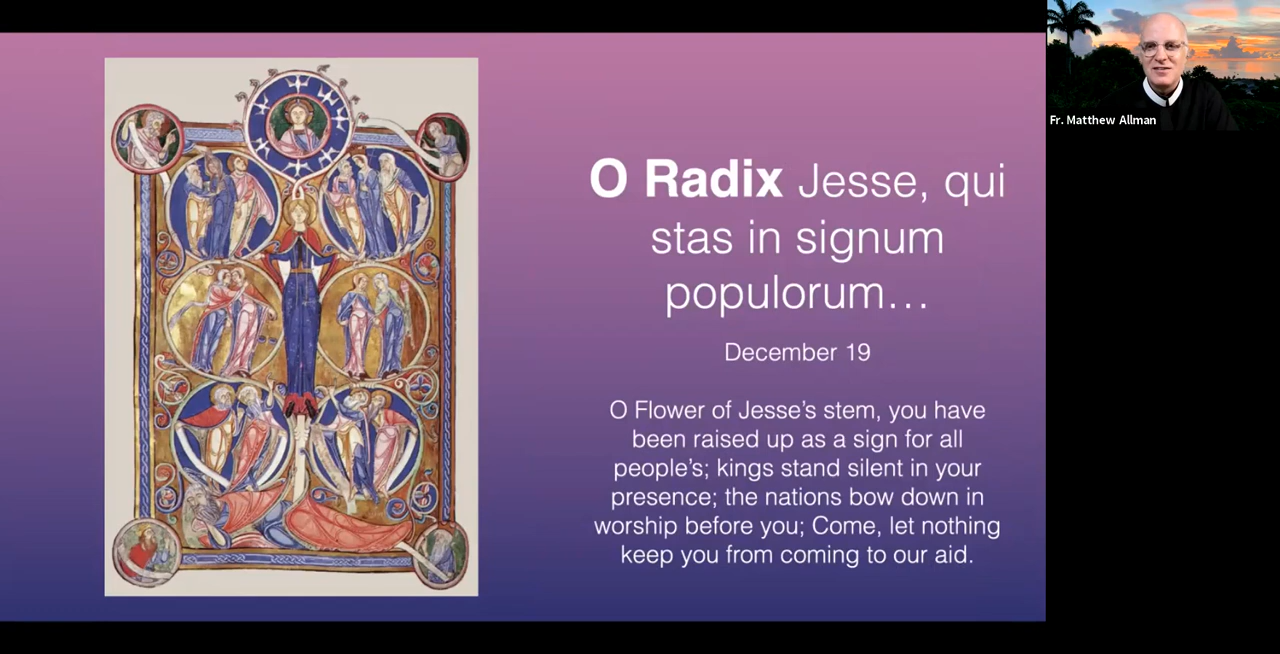 O Radix Jesse, qui
stas in signum
populorum…
December 19
O Flower of Jesse’s stem, you have
been raised up as a sign for all
people’s; kings stand silent in your
presence; the nations bow down in
worship before you; Come, let nothing
keep you from coming to our aid.
Fr. Matthew Allman